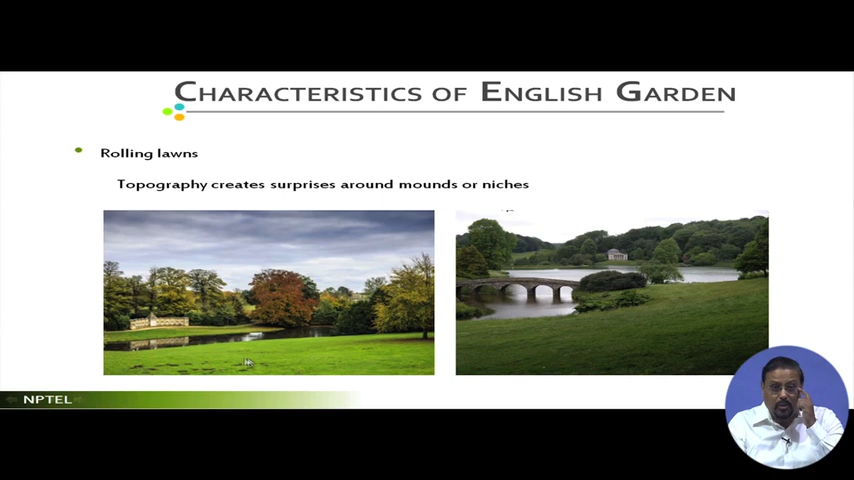 CHARACTERISTICS OF ENGLISH GARDEN
Rolling lawns
Topography creates surprises around mounds or niches
NPTEL